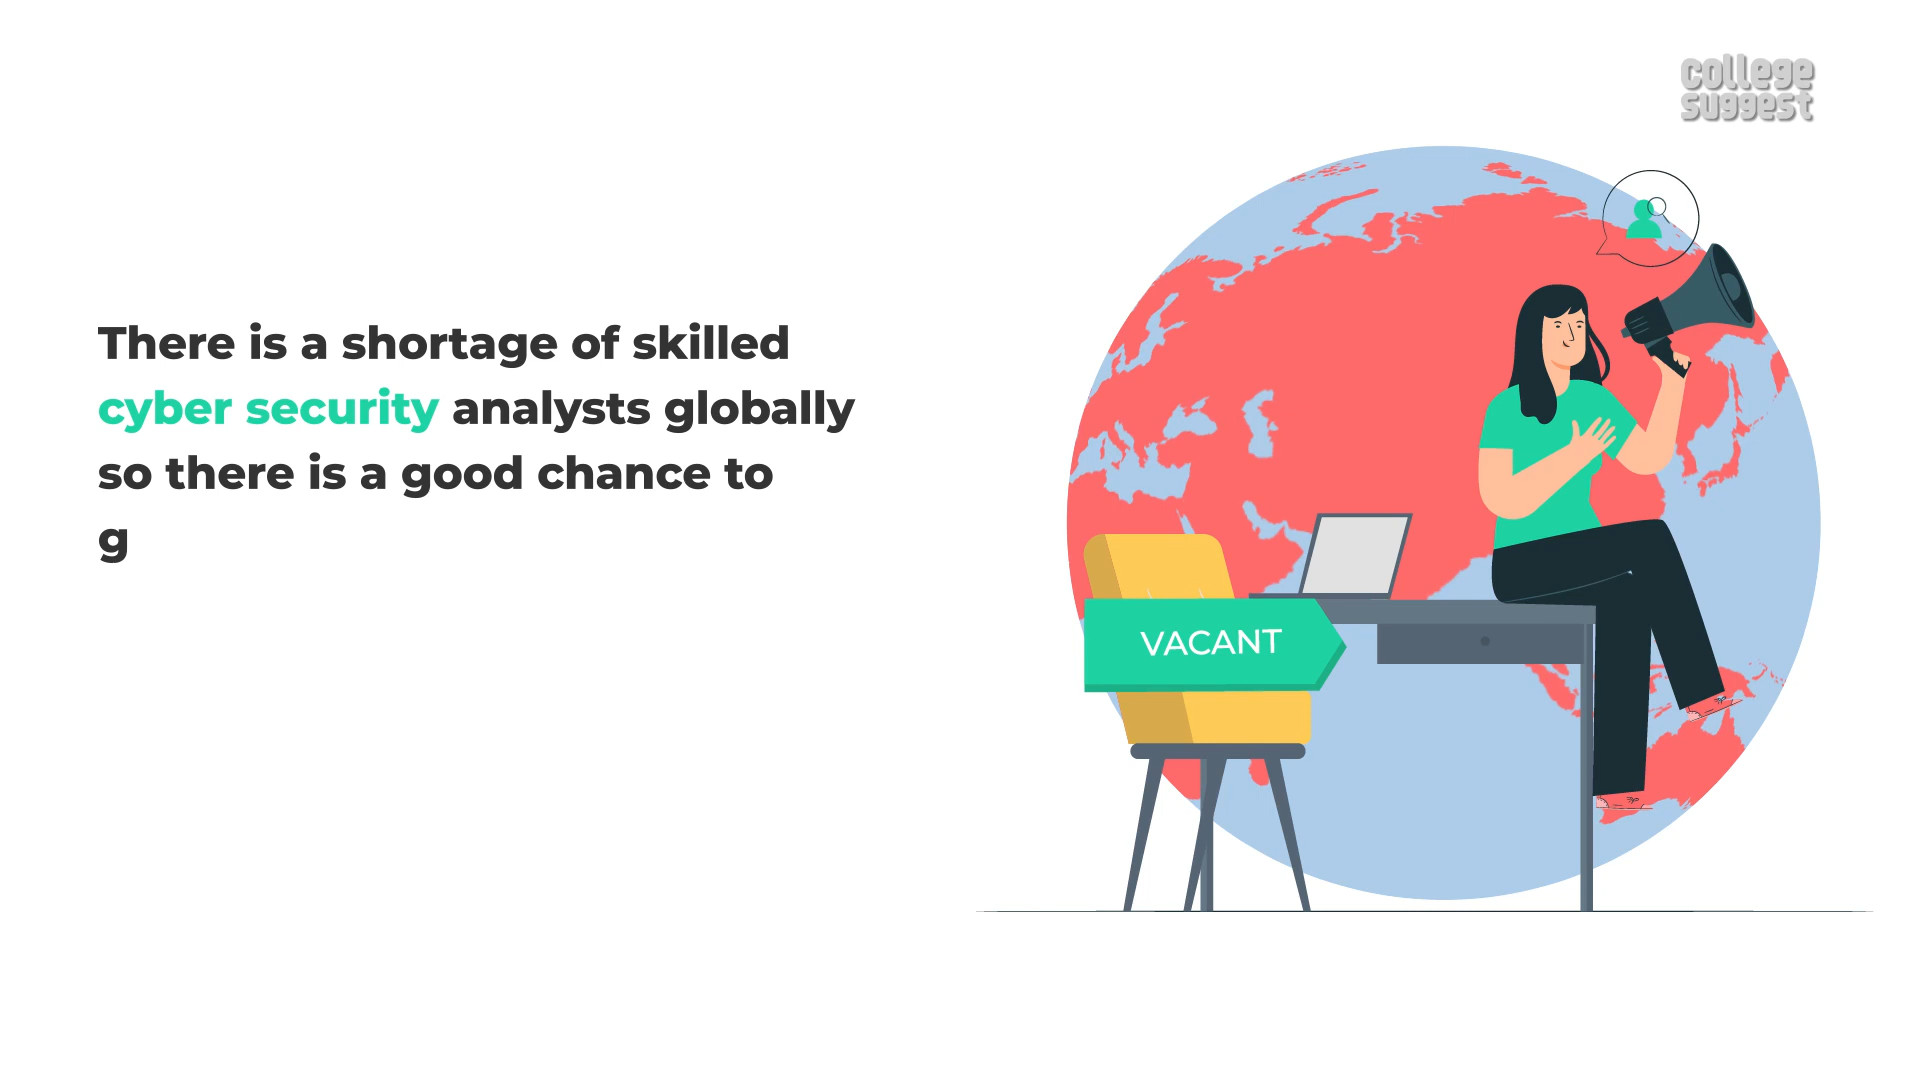 college
suggest
There is a shortage of skilled
cyber security analysts globally
so there is a good chance to
g
VACANT